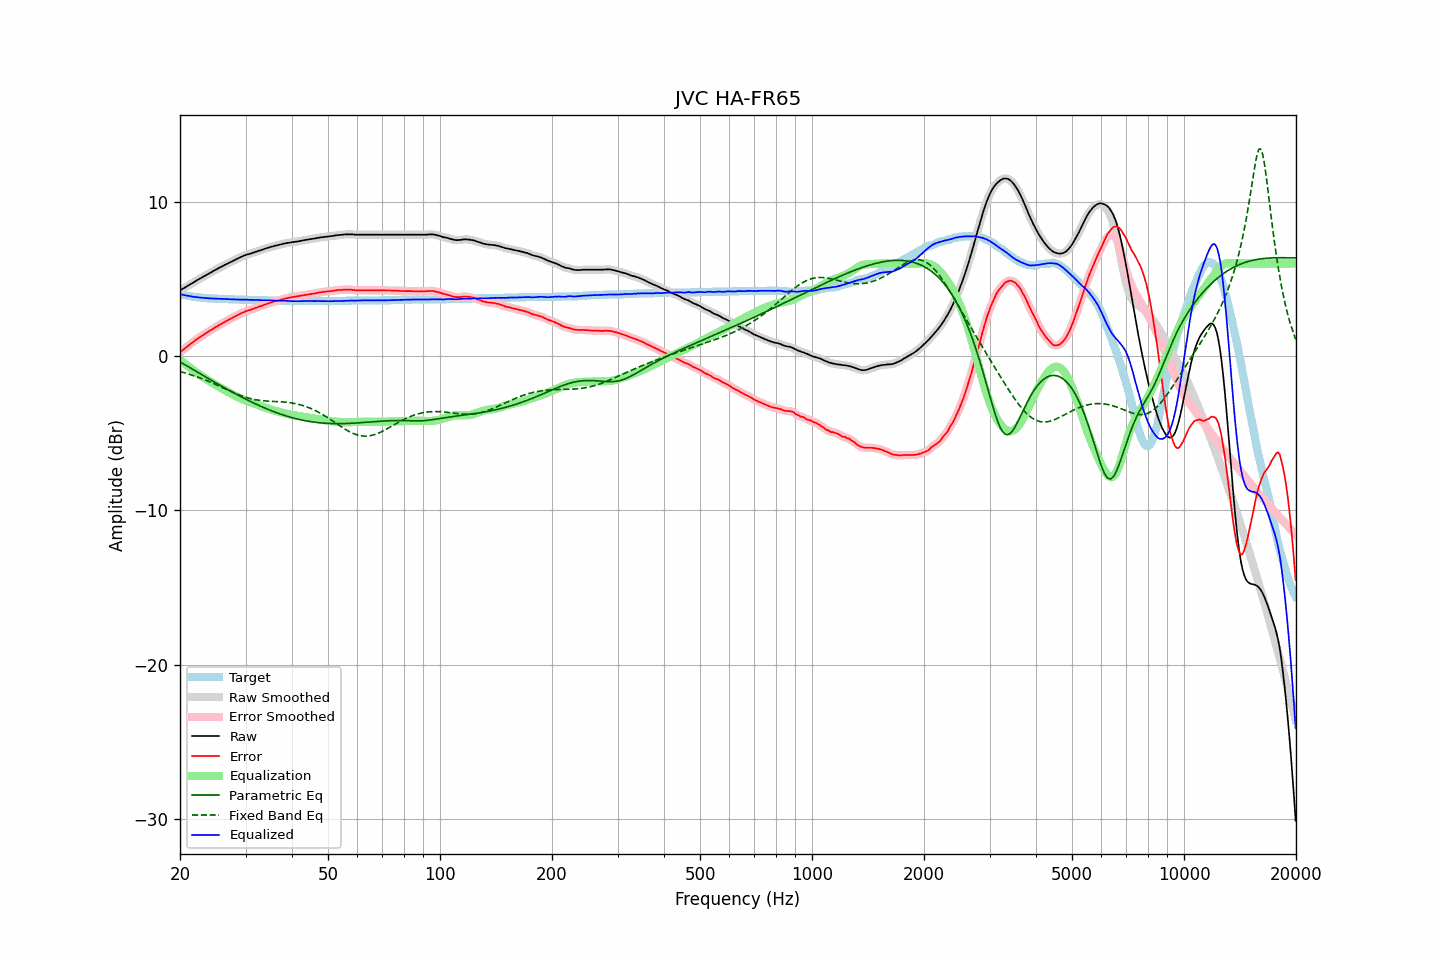 JVC HA-FR65
Amplitude (dBr)
10
0
−10
−20
−30
Target
Raw Smoothed
Error Smoothed
Raw
Error
Equalization
Parametric Eq
Fixed Band Eq
Equalized
20 50 100 200 500 1000 2000 5000 10000 20000
Frequency (Hz)